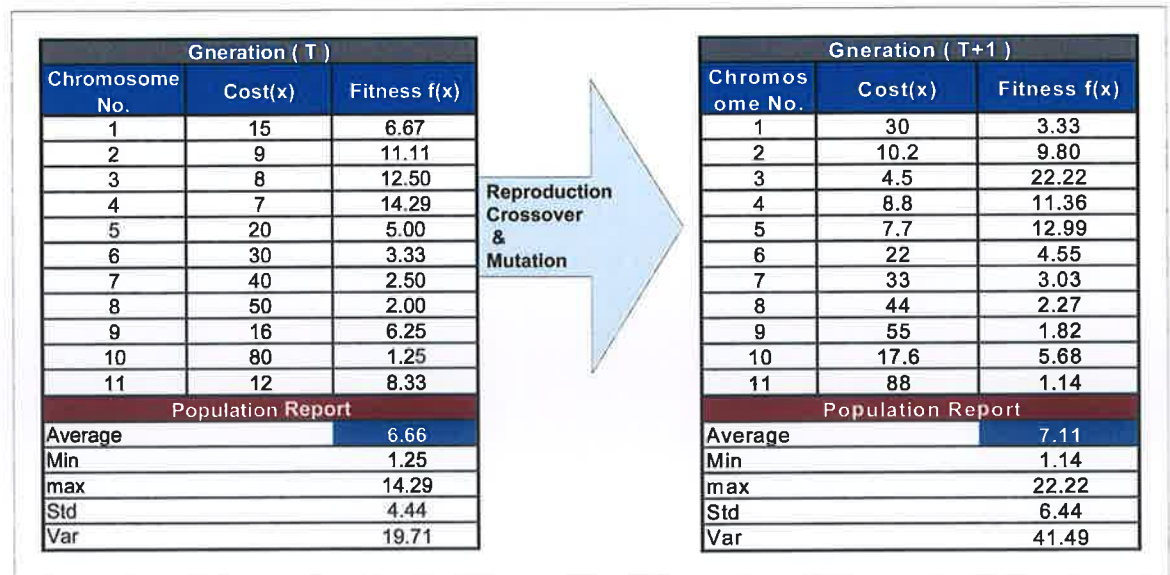 Gneration ( T )
Chromosome No. Cost(x) Fitness f(x)
1 15 6.67
2 9 11.11
3 8 12.50
4 7 14.29
5 20 5.00
6 30 3.33
7 40 2.50
8 50 2.00
9 16 6.25
10 80 1.25
11 12 8.33
Population Report
Average 6.66
Min 1.25
max 14.29
Std 4.44
Var 19.71
Reproduction
Crossover
&
Mutation
Gneration ( T+1 )
Chromos ome No. Cost(x) Fitness f(x)
1 30 3.33
2 10.2 9.80
3 4.5 22.22
4 8.8 11.36
5 7.7 12.99
6 22 4.55
7 33 3.03
8 44 2.27
9 55 1.82
10 17.6 5.68
11 88 1.14
Population Report
Average 7.11
Min 1.14
max 22.22
Std 6.44
Var 41.49